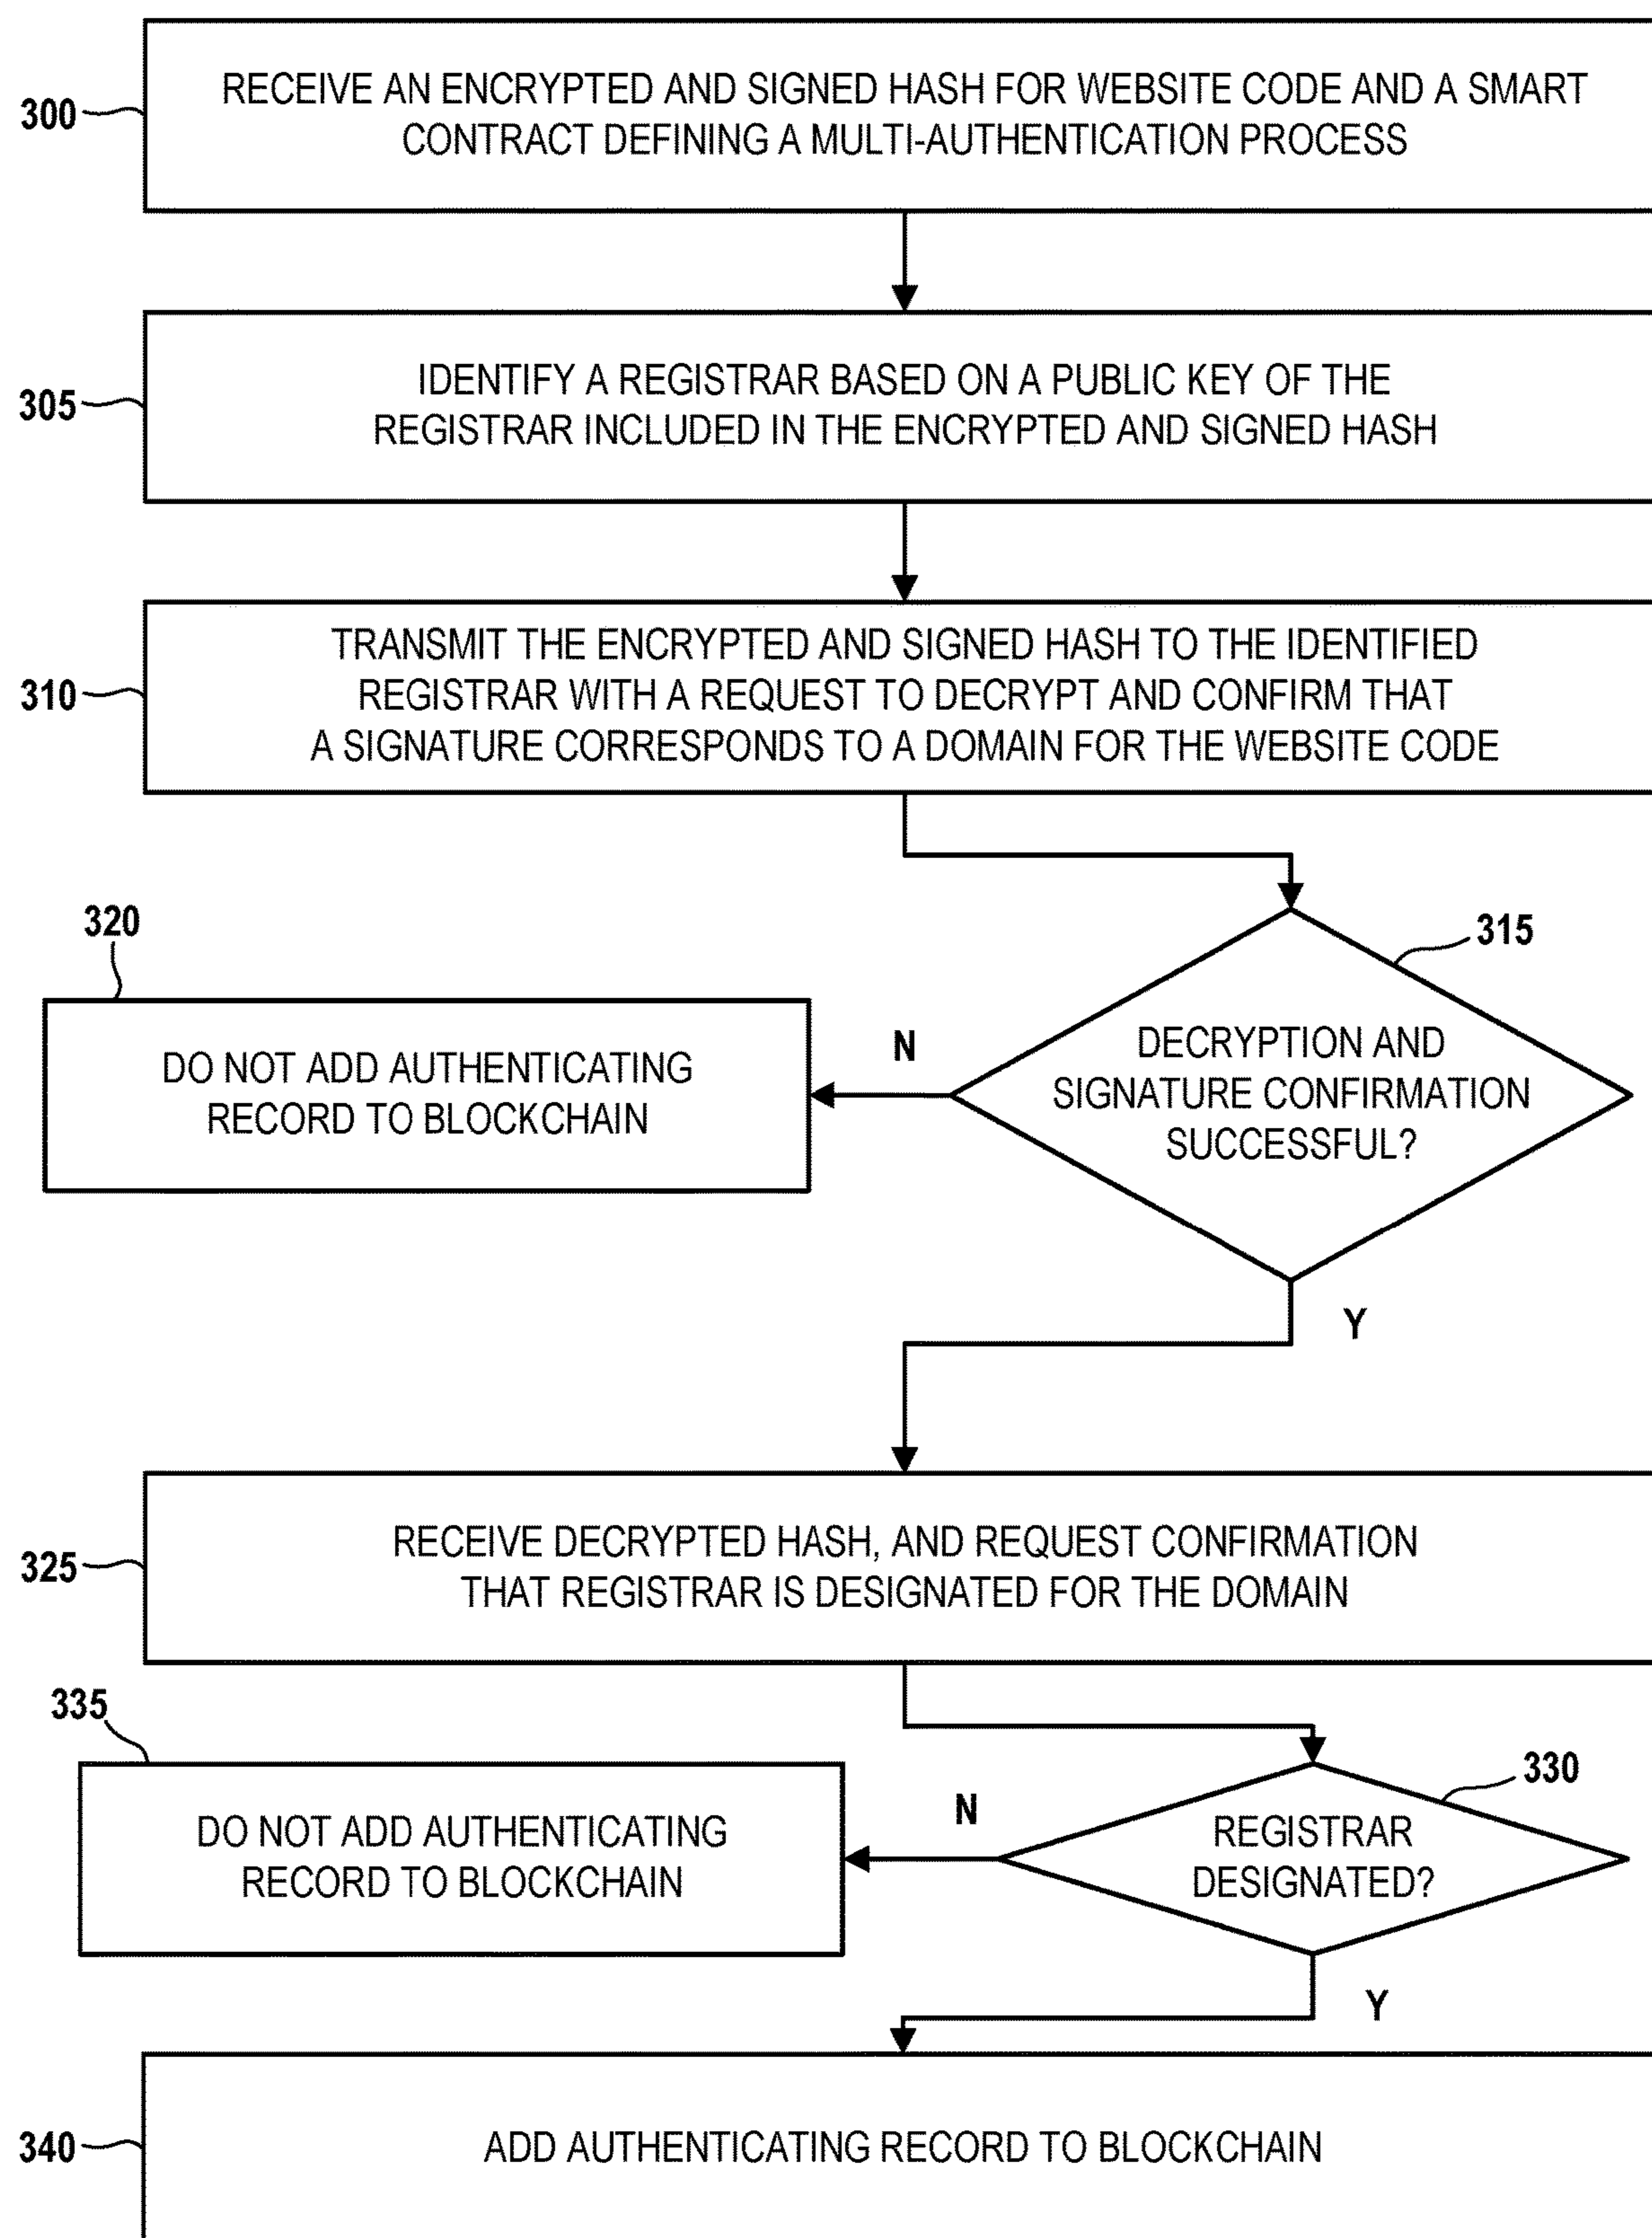 300
RECEIVE AN ENCRYPTED AND SIGNED HASH FOR WEBSITE CODE AND A SMART
CONTRACT DEFINING A MULTI-AUTHENTICATION PROCESS
305
IDENTIFY A REGISTRAR BASED ON A PUBLIC KEY OF THE
REGISTRAR INCLUDED IN THE ENCRYPTED AND SIGNED HASH
310
TRANSMIT THE ENCRYPTED AND SIGNED HASH TO THE IDENTIFIED
REGISTRAR WITH A REQUEST TO DECRYPT AND CONFIRM THAT
A SIGNATURE CORRESPONDS TO A DOMAIN FOR THE WEBSITE CODE
315
DECRYPTION AND
SIGNATURE CONFIRMATION
SUCCESSFUL?
N
320
DO NOT ADD AUTHENTICATING
RECORD TO BLOCKCHAIN
Y
325
RECEIVE DECRYPTED HASH, AND REQUEST CONFIRMATION
THAT REGISTRAR IS DESIGNATED FOR THE DOMAIN
330
REGISTRAR
DESIGNATED?
N
335
DO NOT ADD AUTHENTICATING
RECORD TO BLOCKCHAIN
Y
340
ADD AUTHENTICATING RECORD TO BLOCKCHAIN